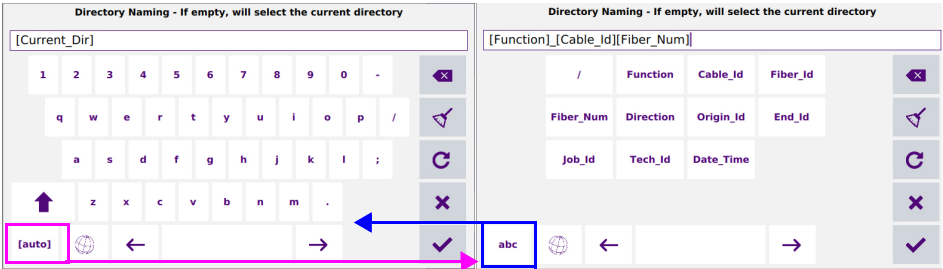 Directory Naming - If empty, will select the current directory
[Current_Dir]
1 2 3 4 5 6 7 8 9 0 -
q w e r t y u i o p /
a s d f g h j k l ;
z x c v b n m .
[auto]
Directory Naming - If empty, will select the current directory
[Function]_[Cable_Id][Fiber_Num]
/ Function Cable_Id Fiber_Id
Fiber_Num Direction Origin_Id End_Id
Job_Id Tech_Id Date_Time
abc